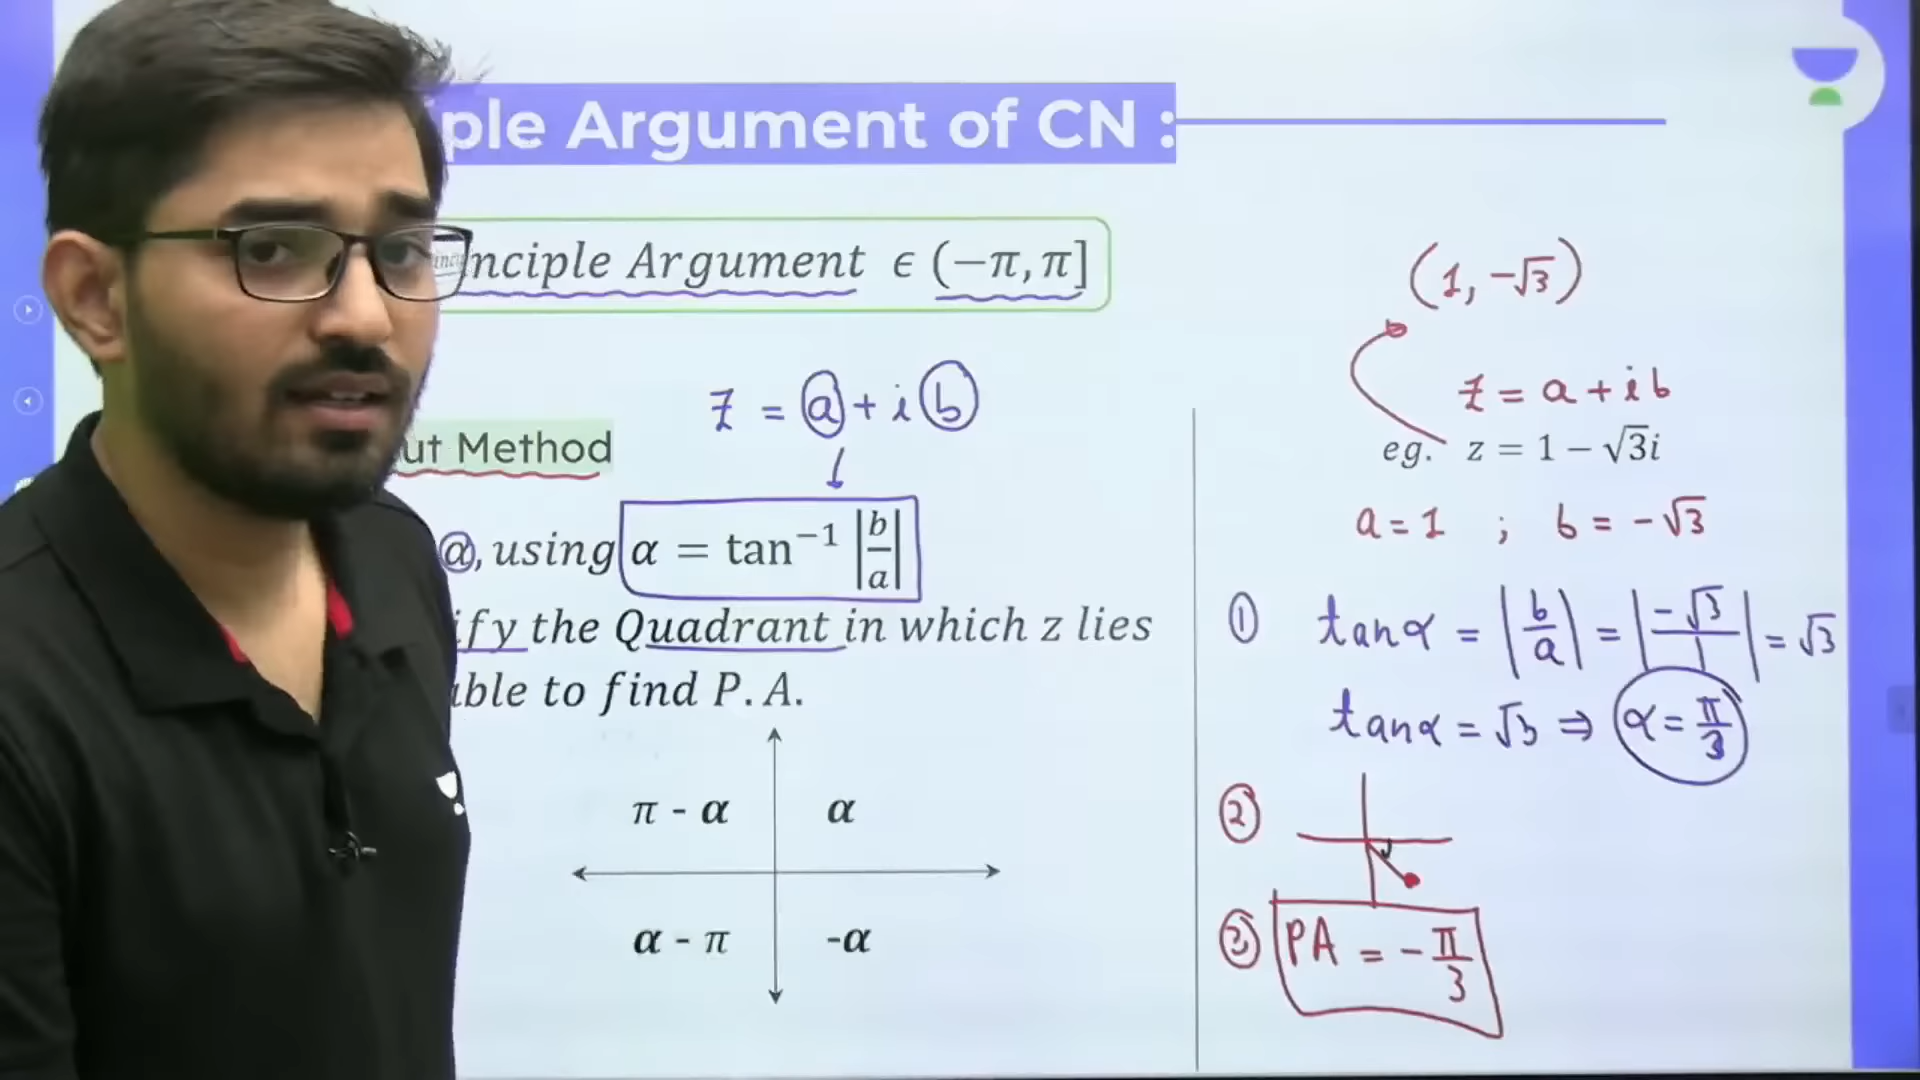 ple Argument of CN :
nciple Argument ϵ (−π, π]
z = a + i b
ut Method
@, using α = tan⁻¹ |b/a|
ify the Quadrant in which z lies
ble to find P. A.
π - α α
α - π -α
(1, -√3)
z = a + i b
eg. z = 1 − √3i
a = 1 ; b = -√3
① tanα = |b/a| = |-√3/1| = √3
tanα = √3 ⇒ α = π/3
②
③ PA = -π/3